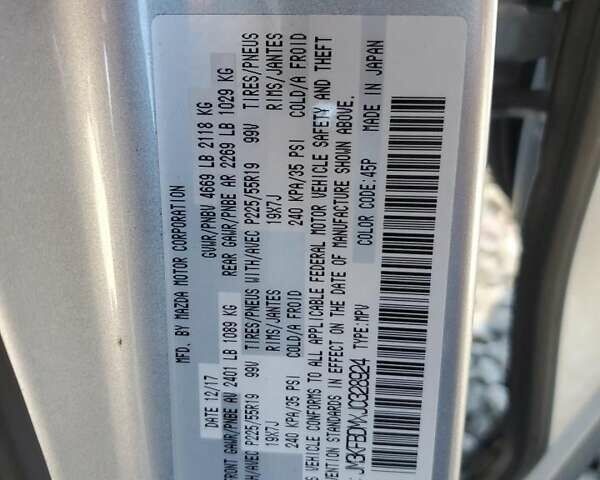 MFD. BY MAZDA MOTOR CORPORATION
DATE 12/17 GVWR/PNBV 4669 LB 2118 KG
FRONT GAWR/PNBE AV 2401 LB 1089 KG REAR GAWR/PNBE AR 2269 LB 1029 KG
WITH/AVEC P225/55R19 99V TIRES/PNEUS WITH/AVEC P225/55R19 99V TIRES/PNEUS
19X7J RIMS/JANTES 19X7J RIMS/JANTES
240 KPA/35 PSI COLD/A FROID 240 KPA/35 PSI COLD/A FROID
VEHICLE CONFORMS TO ALL APPLICABLE FEDERAL MOTOR VEHICLE SAFETY AND THEFT
STANDARDS IN EFFECT ON THE DATE OF MANUFACTURE SHOWN ABOVE.
JM3KFBDMXJ0328924 TYPE:MPV COLOR CODE:45P MADE IN JAPAN